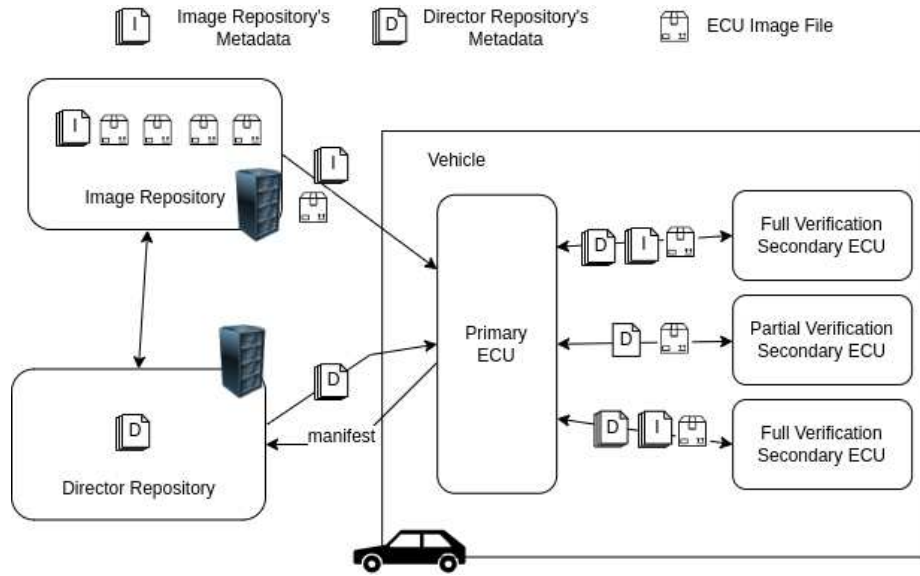 I
Image Repository's
Metadata
D
Director Repository's
Metadata
ECU Image File
I
Image Repository
I
Vehicle
Primary
ECU
D
I
Full Verification
Secondary ECU
D
Partial Verification
Secondary ECU
D
I
Full Verification
Secondary ECU
D
manifest
D
Director Repository